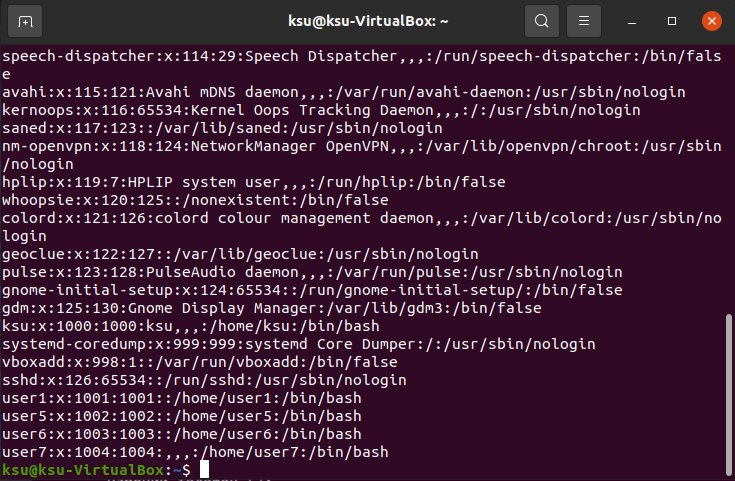 ksu@ksu-VirtualBox: ~
speech-dispatcher:x:114:29:Speech Dispatcher,,,:/run/speech-dispatcher:/bin/fals
e
avahi:x:115:121:Avahi mDNS daemon,,,:/var/run/avahi-daemon:/usr/sbin/nologin
kernoops:x:116:65534:Kernel Oops Tracking Daemon,,,:/:/usr/sbin/nologin
saned:x:117:123::/var/lib/saned:/usr/sbin/nologin
nm-openvpn:x:118:124:NetworkManager OpenVPN,,,:/var/lib/openvpn/chroot:/usr/sbin
/nologin
hplip:x:119:7:HPLIP system user,,,:/run/hplip:/bin/false
whoopsie:x:120:125::/nonexistent:/bin/false
colord:x:121:126:colord colour management daemon,,,:/var/lib/colord:/usr/sbin/no
login
geoclue:x:122:127::/var/lib/geoclue:/usr/sbin/nologin
pulse:x:123:128:PulseAudio daemon,,,:/var/run/pulse:/usr/sbin/nologin
gnome-initial-setup:x:124:65534::/run/gnome-initial-setup/:/bin/false
gdm:x:125:130:Gnome Display Manager:/var/lib/gdm3:/bin/false
ksu:x:1000:1000:ksu,,,:/home/ksu:/bin/bash
systemd-coredump:x:999:999:systemd Core Dumper:/:/usr/sbin/nologin
vboxadd:x:998:1::/var/run/vboxadd:/bin/false
sshd:x:126:65534::/run/sshd:/usr/sbin/nologin
user1:x:1001:1001::/home/user1:/bin/bash
user5:x:1002:1002::/home/user5:/bin/bash
user6:x:1003:1003::/home/user6:/bin/bash
user7:x:1004:1004:,,,:/home/user7:/bin/bash
ksu@ksu-VirtualBox:~$